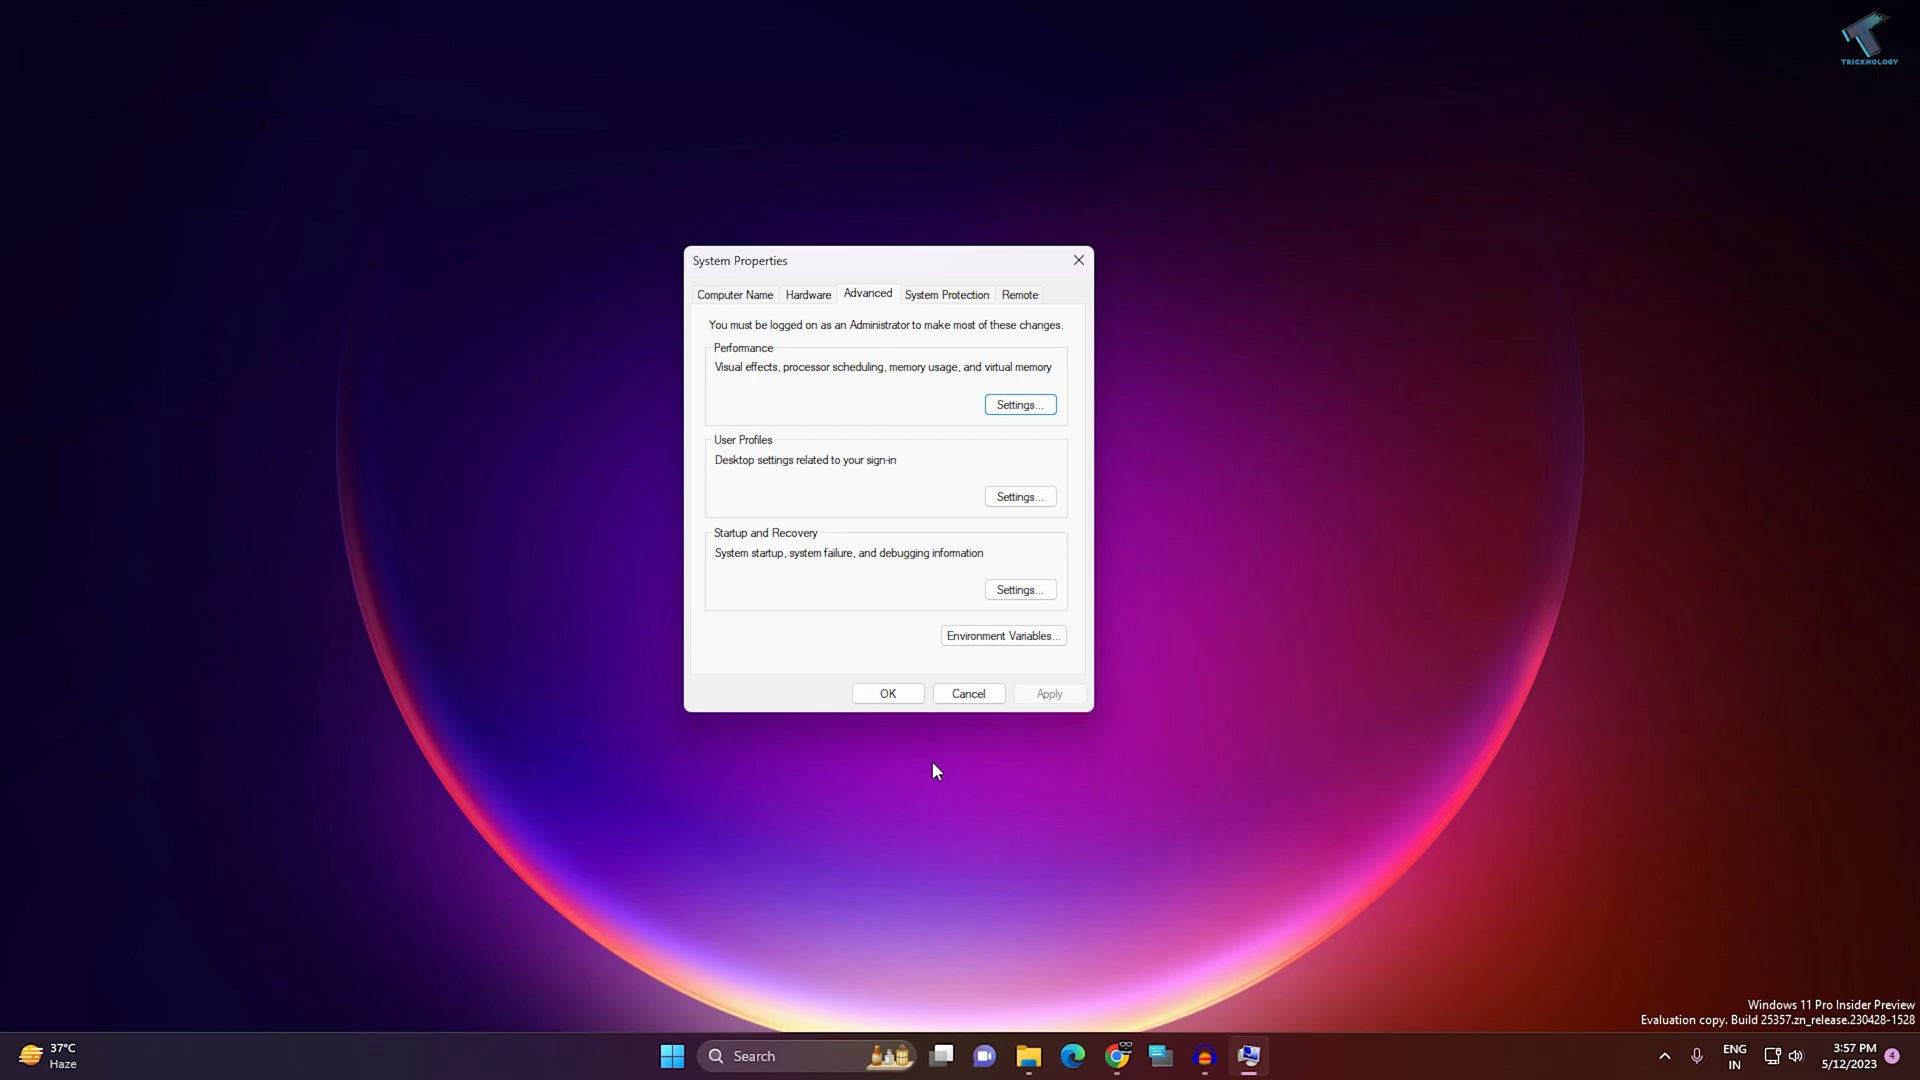 TRICKNOLOGY
System Properties
Computer Name Hardware Advanced System Protection Remote
You must be logged on as an Administrator to make most of these changes.
Performance
Visual effects, processor scheduling, memory usage, and virtual memory
Settings...
User Profiles
Desktop settings related to your sign-in
Settings...
Startup and Recovery
System startup, system failure, and debugging information
Settings...
Environment Variables...
OK Cancel Apply
Windows 11 Pro Insider Preview
Evaluation copy. Build 25357.zn_release.230428-1528
37°C
Haze
Search
ENG
IN
3:57 PM
5/12/2023
4